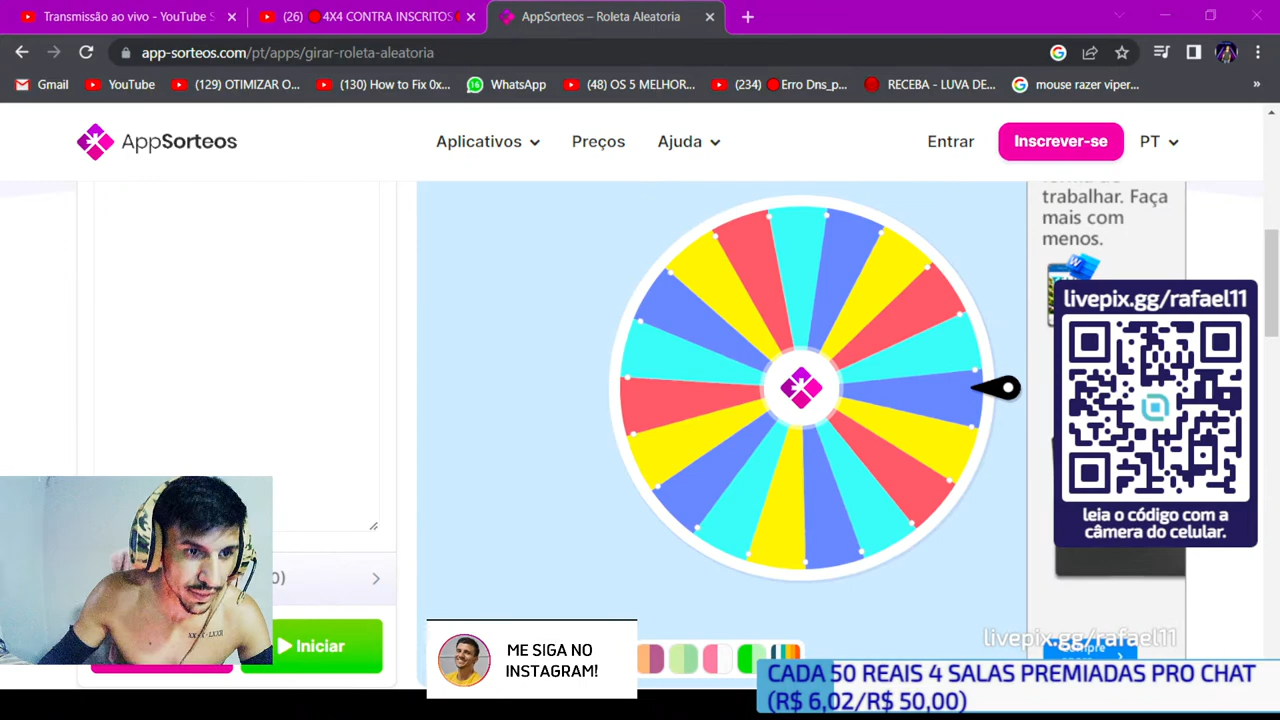 Transmissão ao vivo - YouTube S
(26) 4X4 CONTRA INSCRITOS
AppSorteos – Roleta Aleatoria
app-sorteos.com/pt/apps/girar-roleta-aleatoria
Gmail
YouTube
(129) OTIMIZAR O...
(130) How to Fix 0x...
16
WhatsApp
(48) OS 5 MELHOR...
(234) Erro Dns_p...
RECEBA - LUVA DE...
mouse razer viper...
»
AppSorteos
Aplicativos
Preços
Ajuda
Entrar
Inscrever-se
PT
trabalhar. Faça
mais com
menos.
W
livepix.gg/rafael11
leia o código com a
câmera do celular.
0)
Iniciar
ME SIGA NO
INSTAGRAM!
livepix.gg/rafael11
CADA 50 REAIS 4 SALAS PREMIADAS PRO CHAT
(R$ 6,02/R$ 50,00)